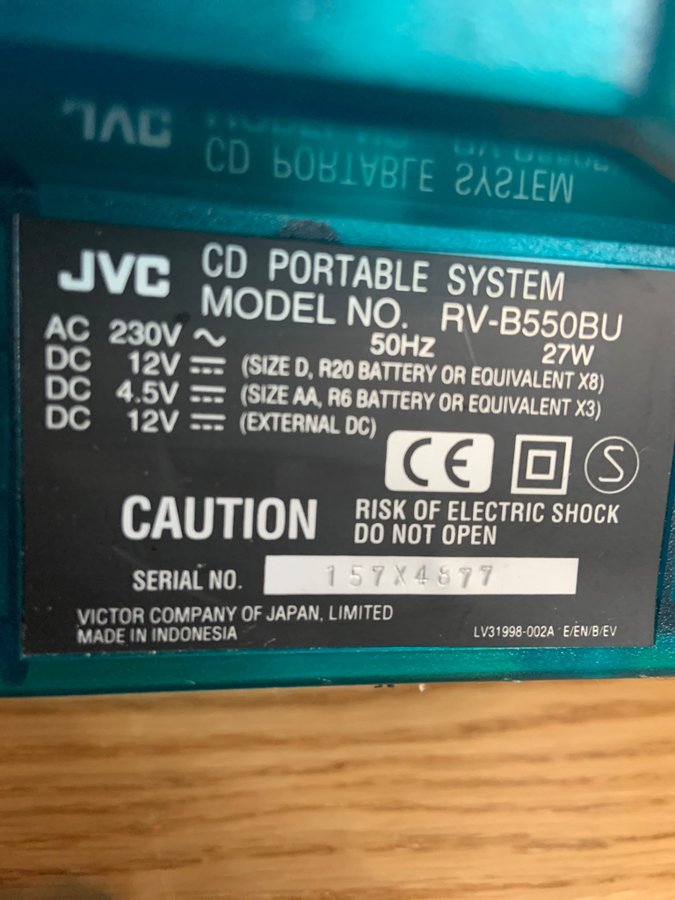 JVC
CD PORTABLE SYSTEM
JVC CD PORTABLE SYSTEM
MODEL NO. RV-B550BU
AC 230V ~ 50Hz 27W
DC 12V ⎓ (SIZE D, R20 BATTERY OR EQUIVALENT X8)
DC 4.5V ⎓ (SIZE AA, R6 BATTERY OR EQUIVALENT X3)
DC 12V ⎓ (EXTERNAL DC)
CE S
CAUTION RISK OF ELECTRIC SHOCK
DO NOT OPEN
SERIAL NO. 157X4877
VICTOR COMPANY OF JAPAN, LIMITED
MADE IN INDONESIA
LV31998-002A E/EN/B/EV